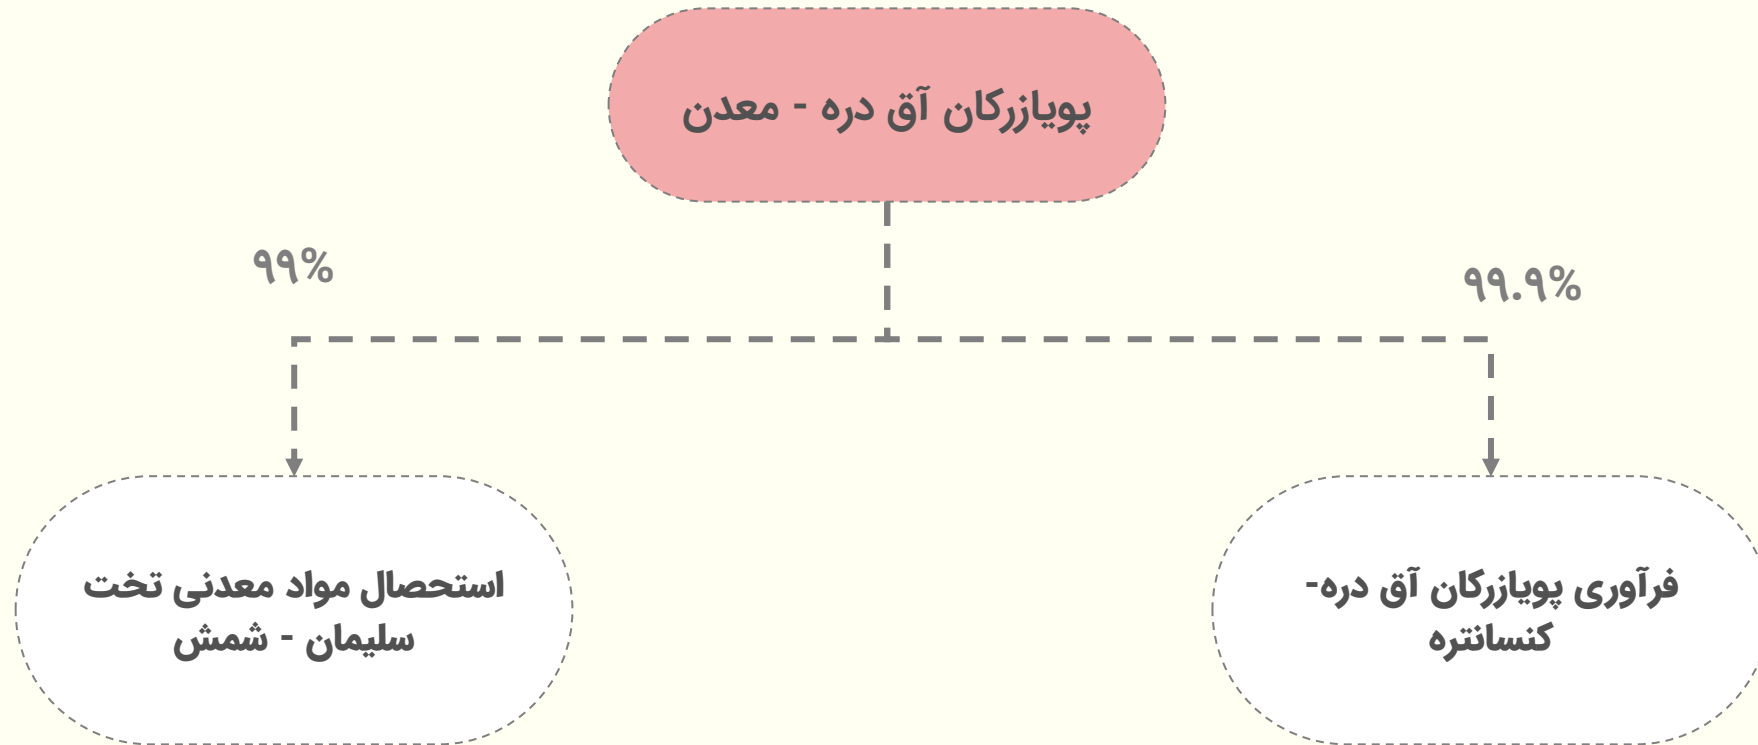 پویازرکان آق دره - معدن
۹۹.۹%
۹۹%
فرآوری پویازرکان آق دره-
کنسانتره
استحصال مواد معدنی تخت
سلیمان - شمش